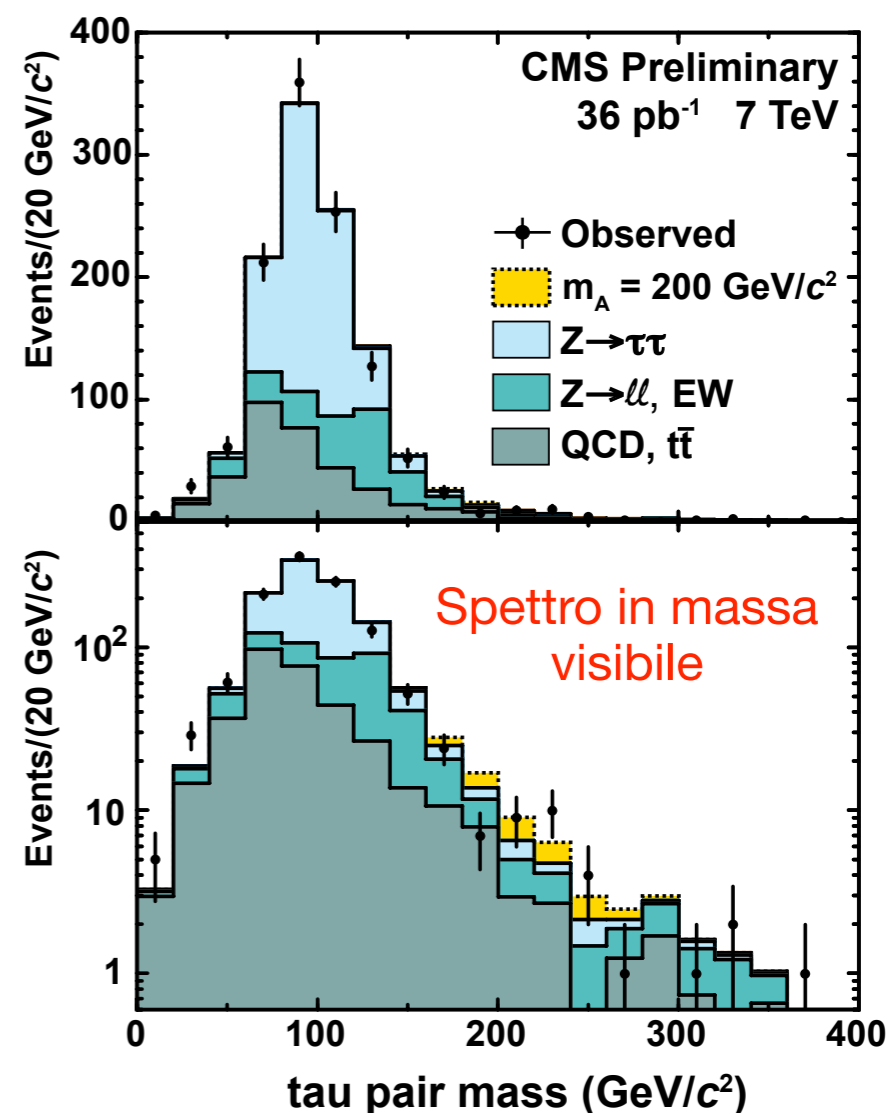 400
300
200
100
0
Events/(20 GeV/c²)
CMS Preliminary
36 pb⁻¹ 7 TeV
Observed
m_A = 200 GeV/c²
Z→ττ
Z→ℓℓ, EW
QCD, tt̄
10²
10
1
Events/(20 GeV/c²)
Spettro in massa
visibile
0 100 200 300 400
tau pair mass (GeV/c²)